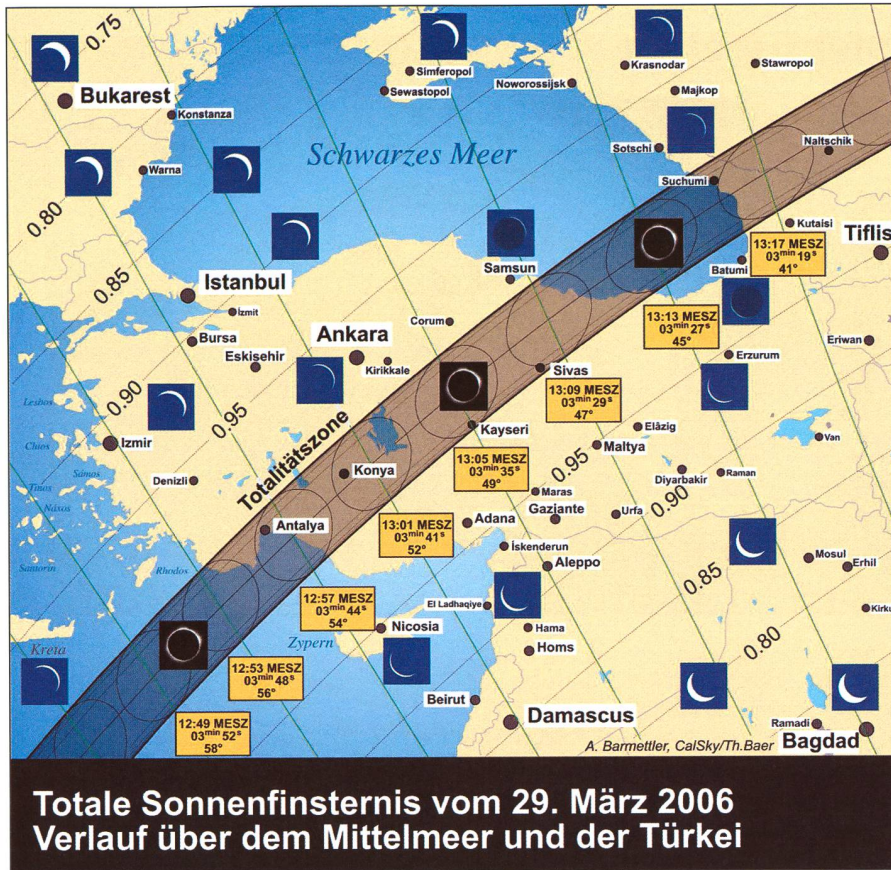 0.75
Simferopol
Krasnodar
Stawropol
Bukarest
Sewastopol
Noworossijsk
Majkop
Konstanza
Schwarzes Meer
Sotschi
Naltschik
Warna
Suchumi
0.80
Kutaisi
13:17 MESZ
03min 19s
41°
Tiflis
Batumi
Samsun
0.85
Istanbul
Izmit
13:13 MESZ
03min 27s
45°
Corum
Ankara
Bursa
Eskisehir
Kirikkale
Eriwan
Erzurum
Sivas
0.90
13:09 MESZ
03min 29s
47°
Lesbos
0.95
Kayseri
Elâzig
Izmir
Chios
Totalitätszone
Maltya
Van
13:05 MESZ
03min 35s
49°
0.95
Konya
Diyarbakir
Raman
Sámos
Denizli
Tinos
Maras
0.90
Náxos
Gaziante
Urfa
Antalya
13:01 MESZ
03min 41s
52°
Adana
Iskenderun
Mosul
Erhil
Santorin
Rhodos
Aleppo
0.85
12:57 MESZ
03min 44s
54°
El Ladhaqiye
Kirku
Nicosia
Hama
0.80
Zypern
Homs
Kreta
12:53 MESZ
03min 48s
56°
Beirut
12:49 MESZ
03min 52s
58°
Damascus
Ramadi
Bagdad
A. Barmettler, CalSky/Th.Baer
Totale Sonnenfinsternis vom 29. März 2006
Verlauf über dem Mittelmeer und der Türkei